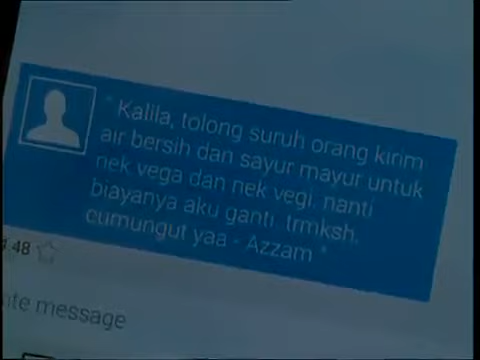 " Kalila, tolong suruh orang kirim
air bersih dan sayur mayur untuk
nek vega dan nek vegi. nanti
biayanya aku ganti. trmksh.
cumungut yaa - Azzam "
4.48
message